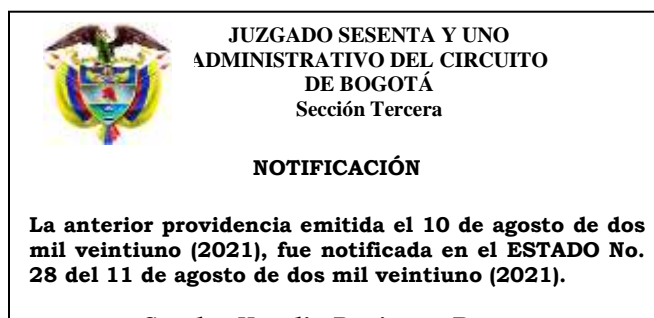 JUZGADO SESENTA Y UNO
ADMINISTRATIVO DEL CIRCUITO
DE BOGOTÁ
Sección Tercera
NOTIFICACIÓN
La anterior providencia emitida el 10 de agosto de dos
mil veintiuno (2021), fue notificada en el ESTADO No.
28 del 11 de agosto de dos mil veintiuno (2021).